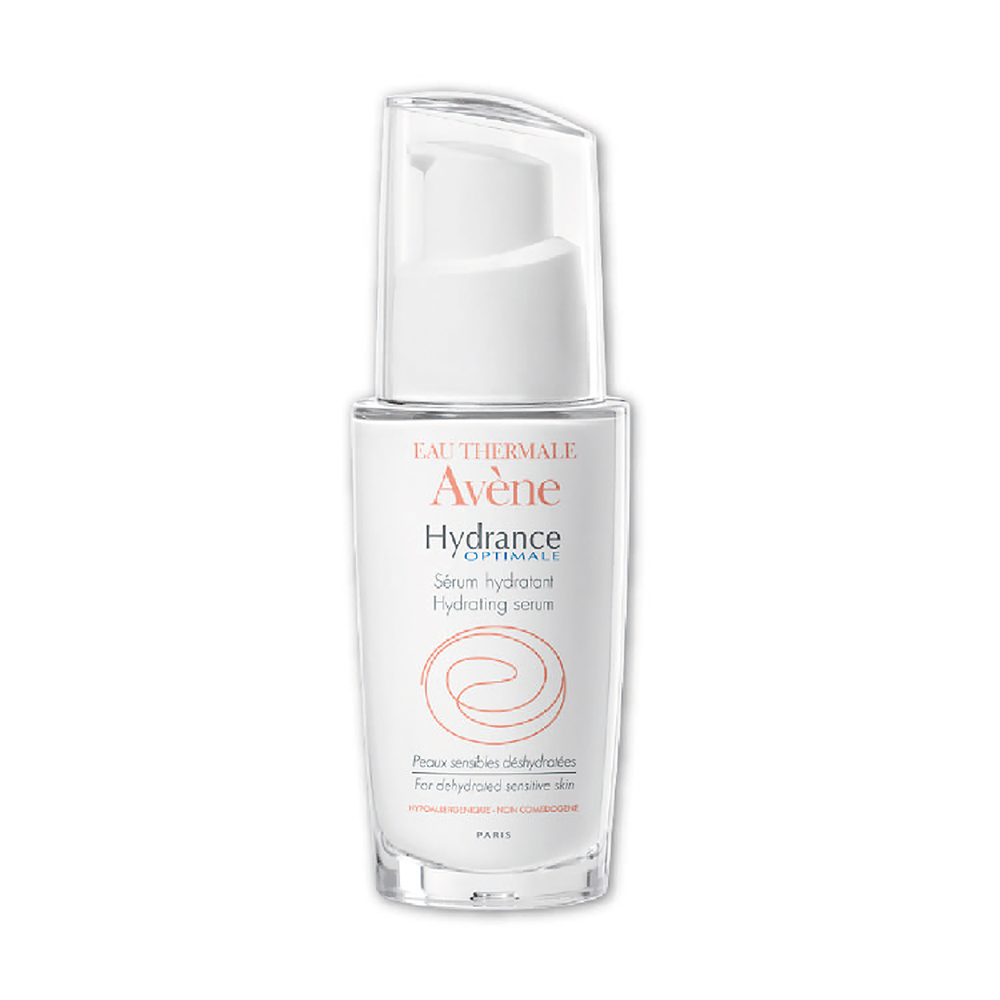 EAU THERMALE
Avène
Hydrance
OPTIMALE
Sérum hydratant
Hydrating serum
Peaux sensibles déshydratées
For dehydrated sensitive skin
HYPOALLERGENIQUE - NON COMEDOGENE
PARIS